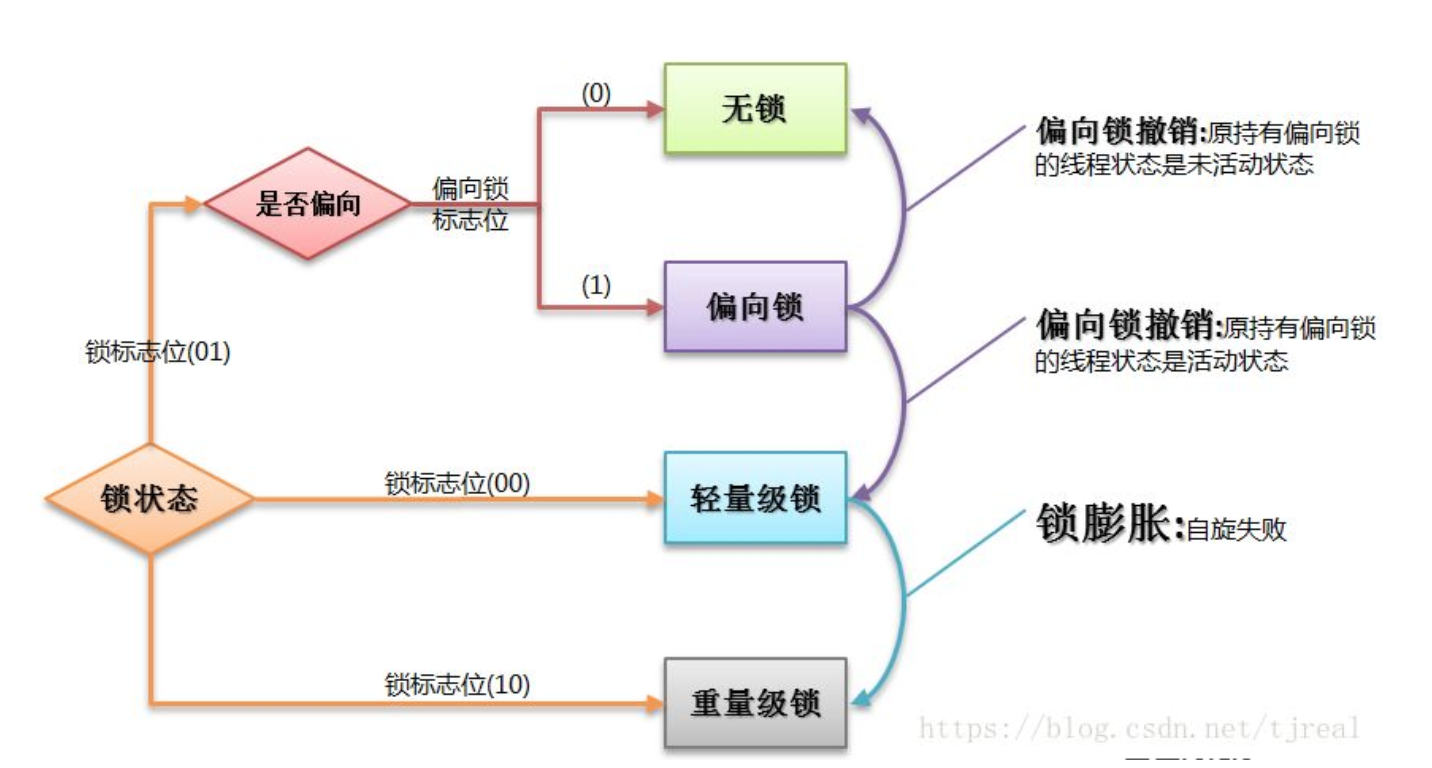 (0)
无锁
偏向锁撤销:原持有偏向锁
的线程状态是未活动状态
是否偏向
偏向锁
标志位
(1)
偏向锁
偏向锁撤销:原持有偏向锁
的线程状态是活动状态
锁标志位(01)
锁状态
锁标志位(00)
轻量级锁
锁膨胀:自旋失败
锁标志位(10)
重量级锁
https://blog.csdn.net/tjreal